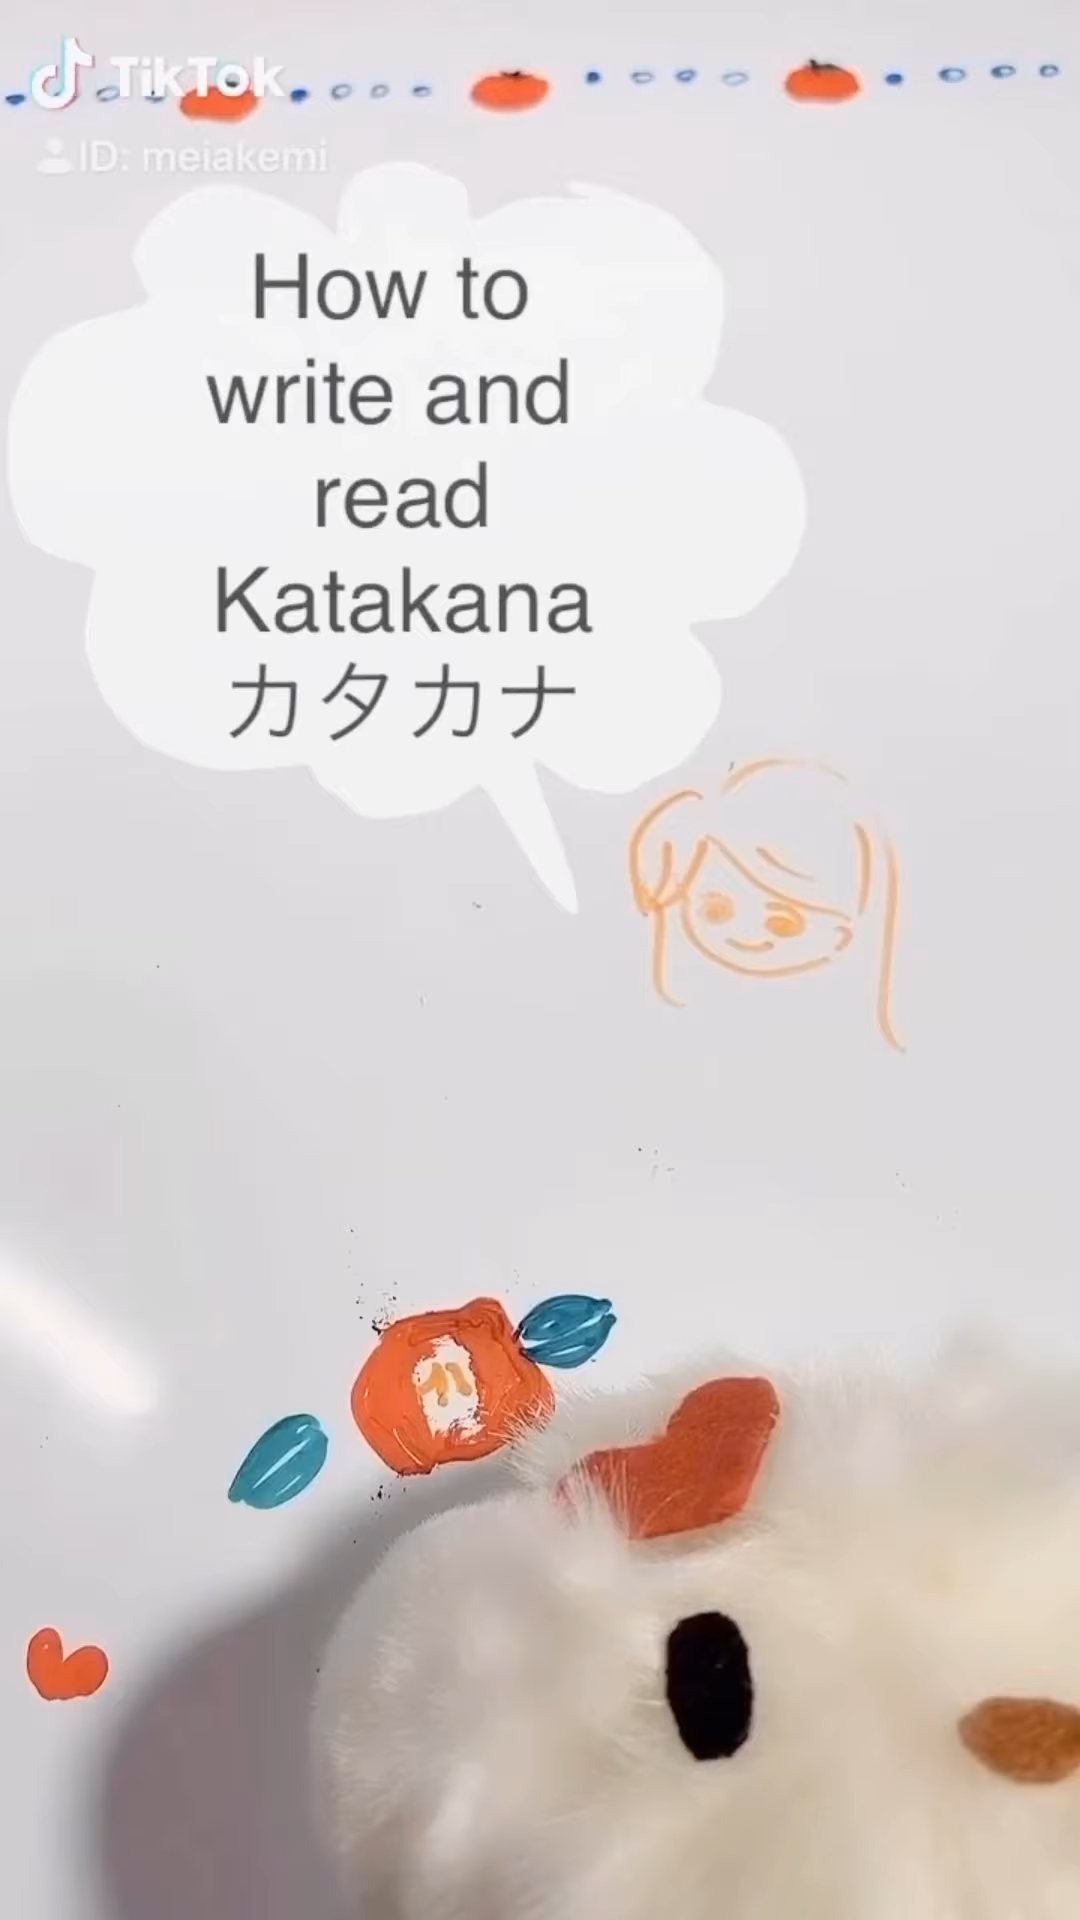 TikTok
ID: meiakemi
How to
write and
read
Katakana
カタカナ